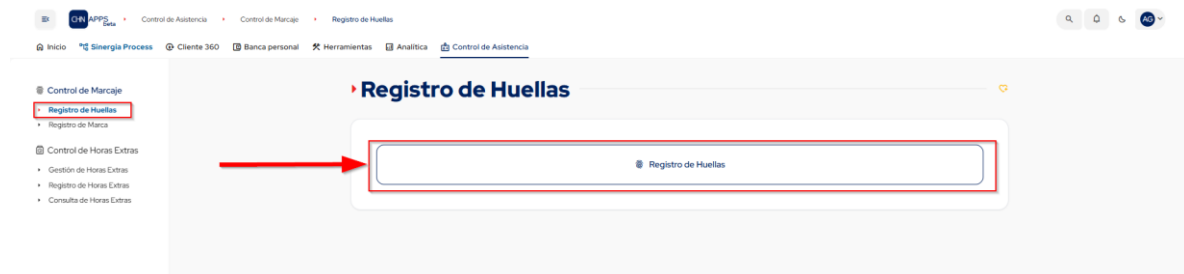 CHN APPS Beta Control de Asistencia Control de Marcaje Registro de Huellas AG
Inicio Sinergia Process Cliente 360 Banca personal Herramientas Analítica Control de Asistencia
Control de Marcaje
Registro de Huellas
Registro de Marca
Control de Horas Extras
Gestión de Horas Extras
Registro de Horas Extras
Consulta de Horas Extras
Registro de Huellas
Registro de Huellas